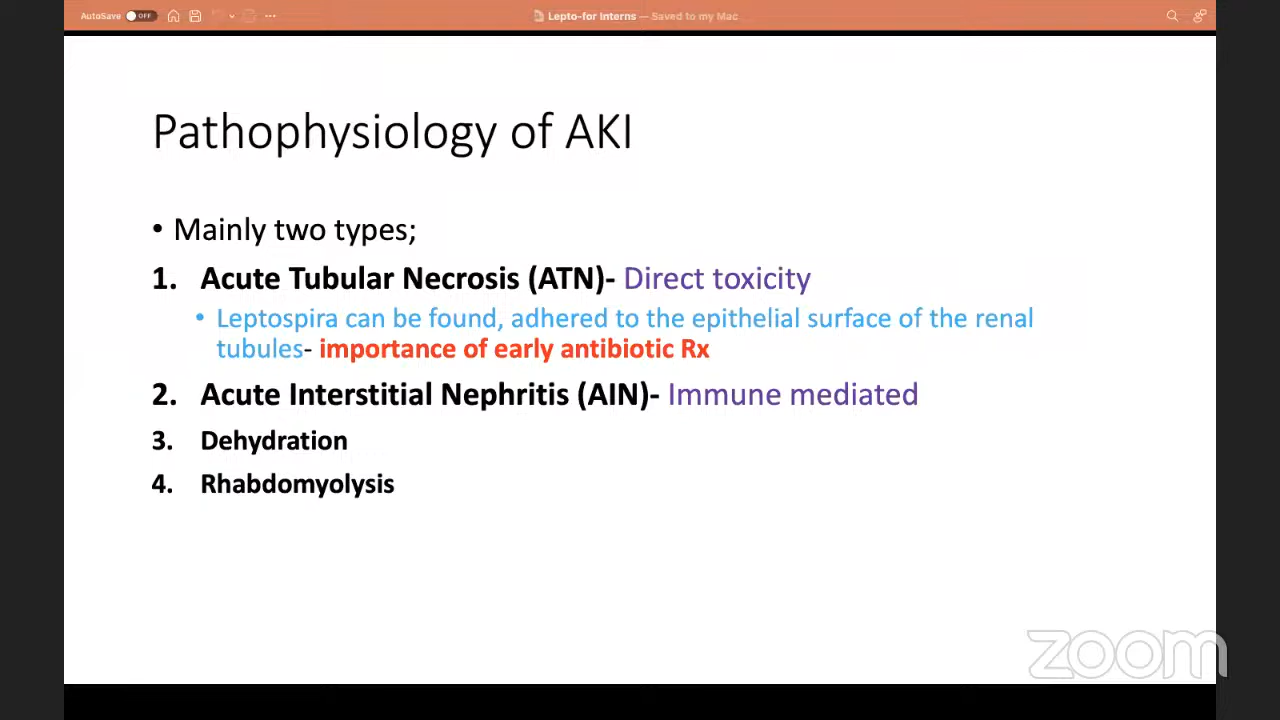 AutoSave OFF
Lepto-for Interns — Saved to my Mac
Pathophysiology of AKI
• Mainly two types;
1. Acute Tubular Necrosis (ATN)- Direct toxicity
• Leptospira can be found, adhered to the epithelial surface of the renal
tubules- importance of early antibiotic Rx
2. Acute Interstitial Nephritis (AIN)- Immune mediated
3. Dehydration
4. Rhabdomyolysis
zoom